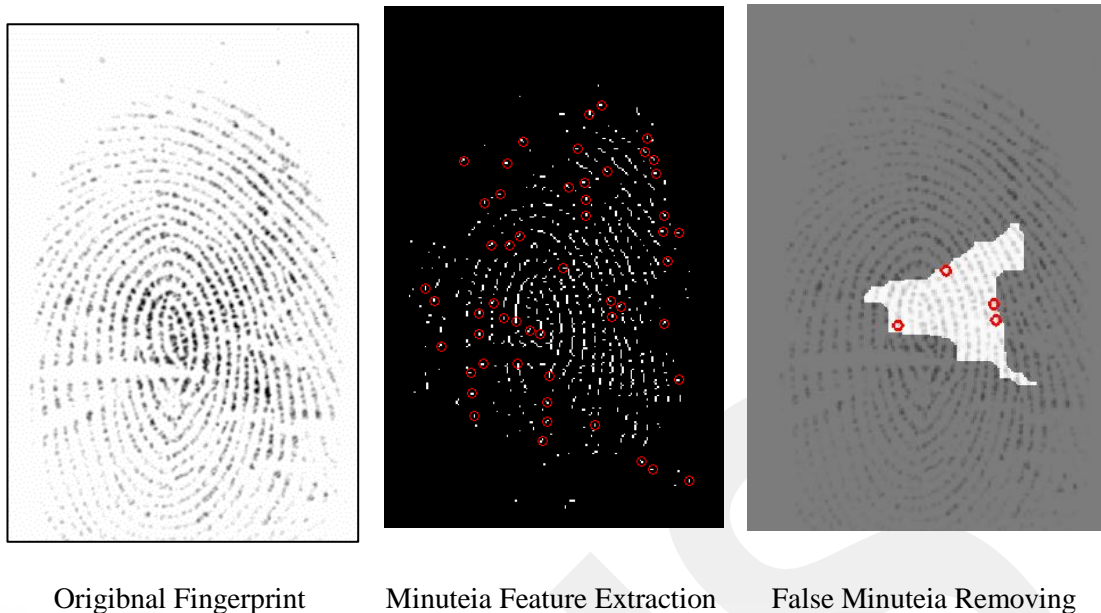 Origibnal Fingerprint
Minuteia Feature Extraction
False Minuteia Removing